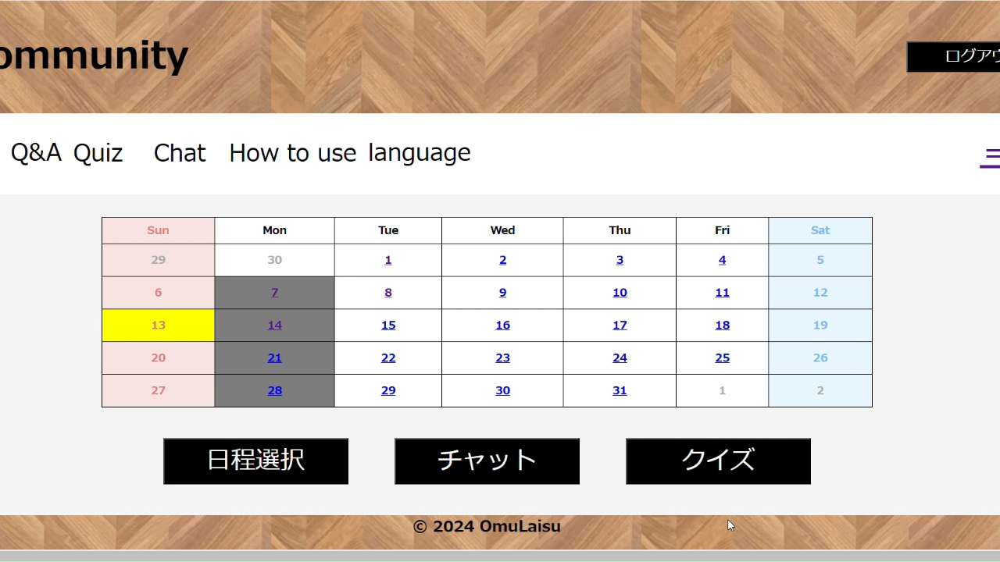 ommunity
ログアウ
Q&A Quiz Chat How to use language
Sun Mon Tue Wed Thu Fri Sat
29 30 1 2 3 4 5
6 7 8 9 10 11 12
13 14 15 16 17 18 19
20 21 22 23 24 25 26
27 28 29 30 31 1 2
日程選択 チャット クイズ
© 2024 OmuLaisu